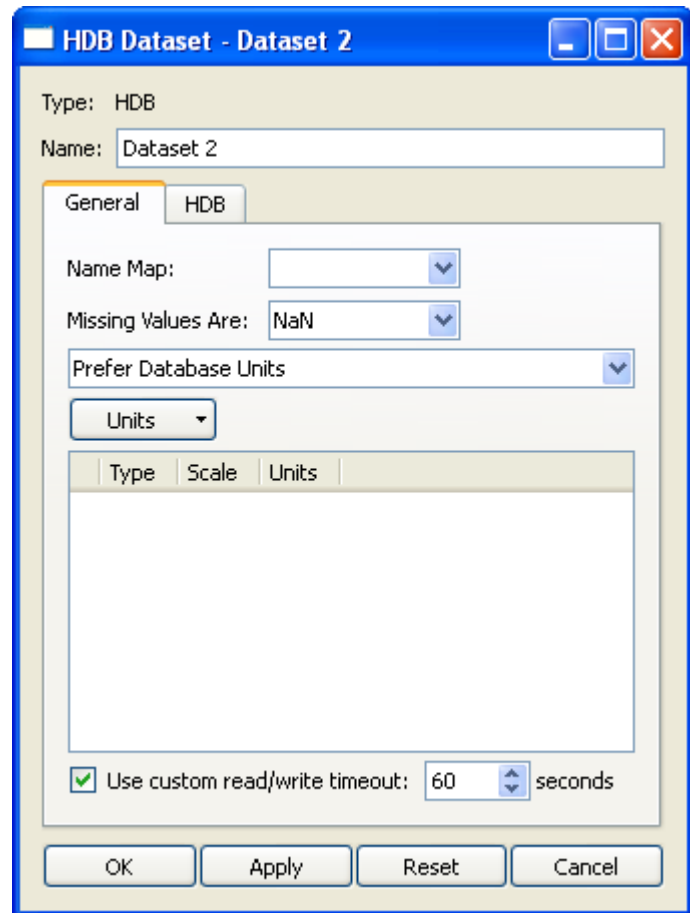 HDB Dataset - Dataset 2
Type: HDB
Name: Dataset 2
General HDB
Name Map:
Missing Values Are: NaN
Prefer Database Units
Units
Type Scale Units
Use custom read/write timeout: 60 seconds
OK Apply Reset Cancel